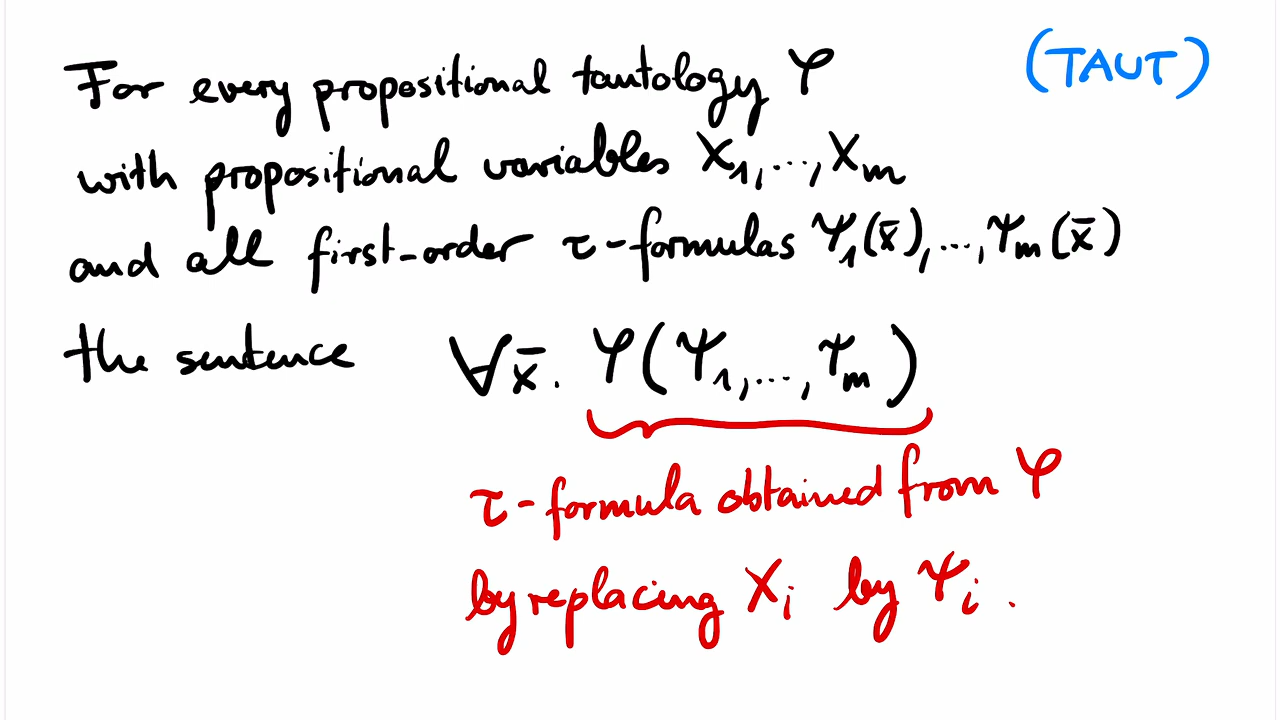 For every propositional tautology φ (TAUT)
with propositional variables X₁,...,Xₘ
and all first-order τ-formulas ψ₁(x̄),...,ψₘ(x̄)
the sentence ∀x̄. φ(ψ₁,...,ψₘ)
τ-formula obtained from φ
by replacing Xᵢ by ψᵢ.